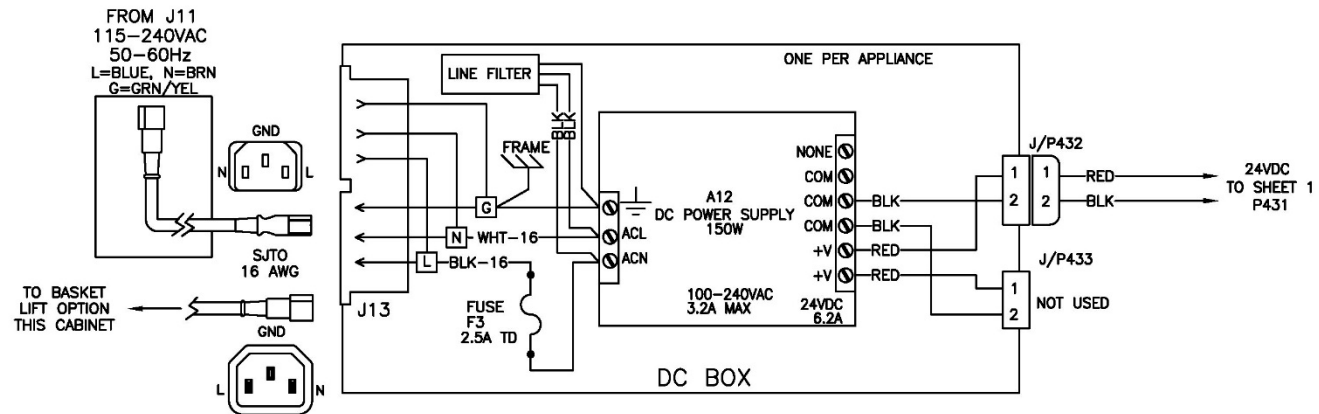 FROM J11
115-240VAC
50-60Hz
L=BLUE, N=BRN
G=GRN/YEL
GND
N
L
SJTO
16 AWG
TO BASKET
LIFT OPTION
THIS CABINET
GND
L
N
J13
LINE FILTER
BLK
BLK
FRAME
G
N
WHT-16
L
BLK-16
FUSE
F3
2.5A TD
ACL
ACN
ONE PER APPLIANCE
A12
DC POWER SUPPLY
150W
100-240VAC
3.2A MAX
24VDC
6.2A
NONE
COM
COM
COM
+V
+V
BLK
BLK
RED
RED
DC BOX
J/P432
1
2
1
2
RED
BLK
24VDC
TO SHEET 1
P431
J/P433
1
2
NOT USED